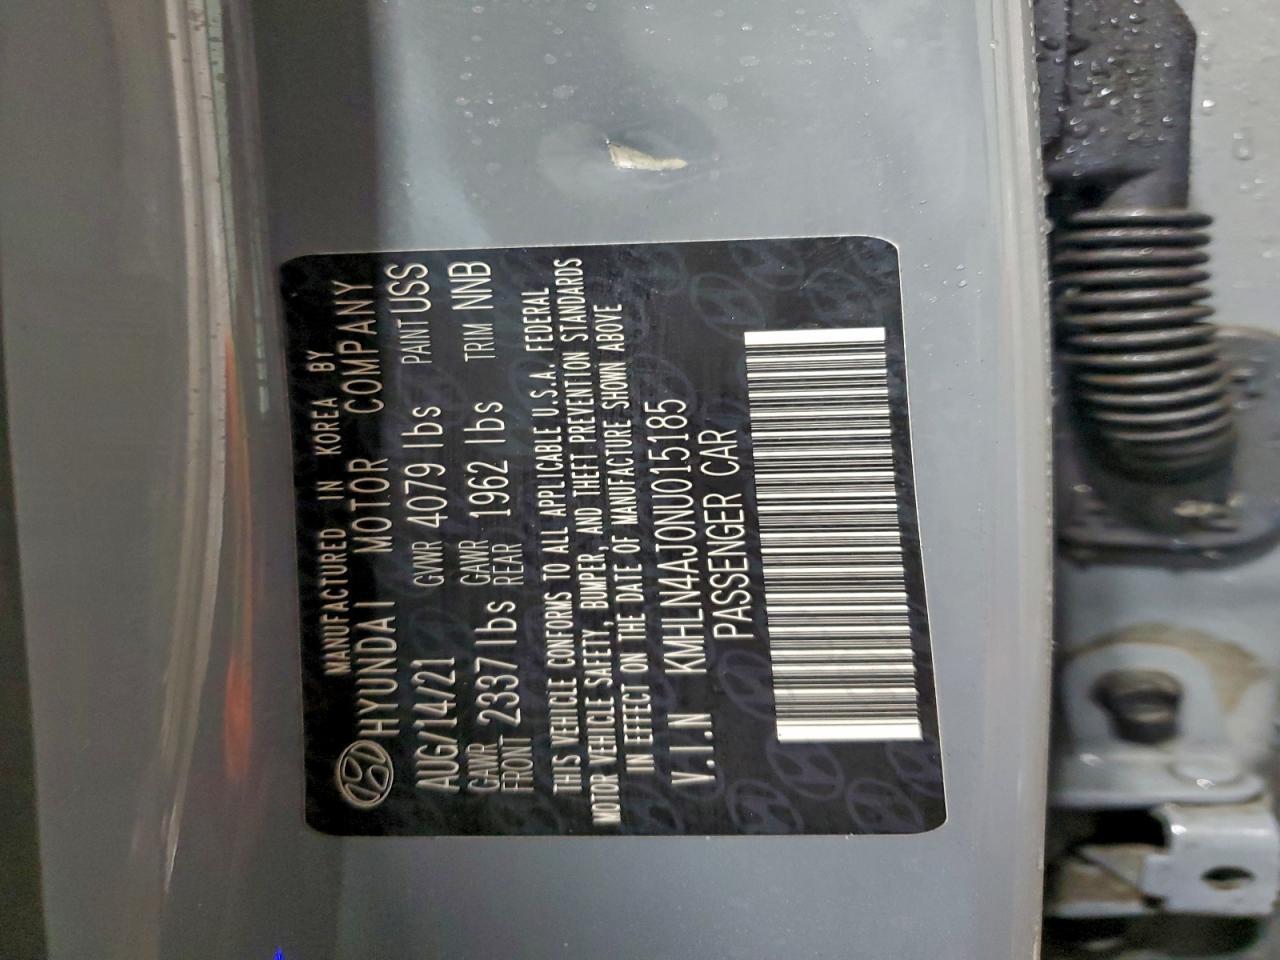 MANUFACTURED IN KOREA BY
HYUNDAI MOTOR COMPANY
AUG/14/21 GVWR 4079 lbs PAINT USS
GAWR FRONT 2337 lbs GAWR REAR 1962 lbs TRIM NNB
THIS VEHICLE CONFORMS TO ALL APPLICABLE U.S.A. FEDERAL
MOTOR VEHICLE SAFETY, BUMPER, AND THEFT PREVENTION STANDARDS
IN EFFECT ON THE DATE OF MANUFACTURE SHOWN ABOVE
V.I.N KMHLN4AJ0NU015185
PASSENGER CAR